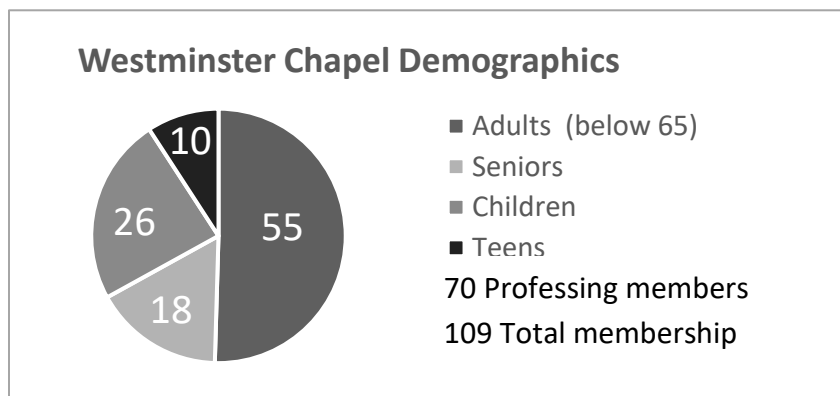 Westminster Chapel Demographics
10
26
55
18
Adults (below 65)
Seniors
Children
Teens
70 Professing members
109 Total membership